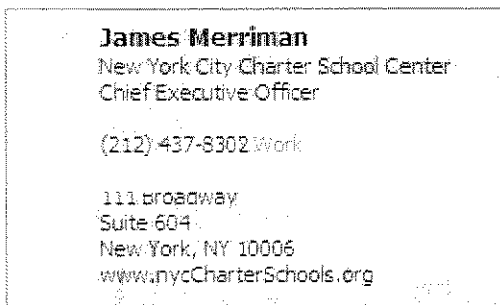 James Merriman
New York City Charter School Center
Chief Executive Officer
(212) 437-8302 Work
111 Broadway
Suite 604
New York, NY 10006
www.nycCharterSchools.org